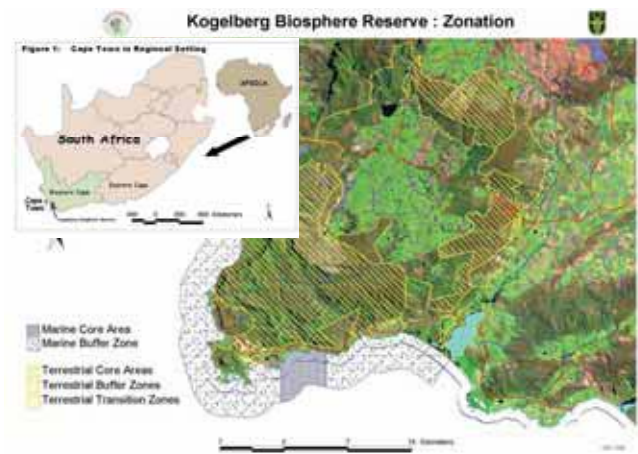 Kogelberg Biosphere Reserve : Zonation
Figure 1: Cape Town in Regional Setting
AFRICA
South Africa
Western Cape
Eastern Cape
Cape
Town
Kilometers
Marine Core Area
Marine Buffer Zone
Terrestrial Core Areas
Terrestrial Buffer Zones
Terrestrial Transition Zones
Kilometers